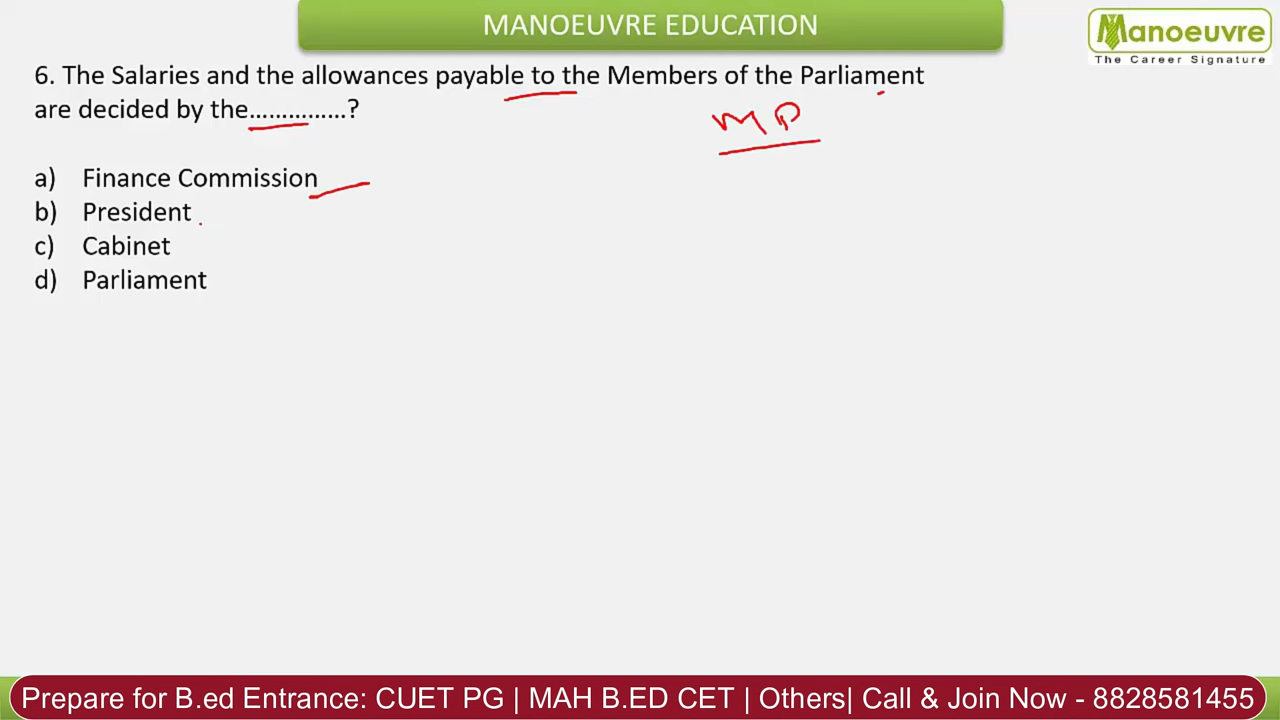 MANOEUVRE EDUCATION
Manoeuvre
The Career Signature
6. The Salaries and the allowances payable to the Members of the Parliament
are decided by the……………?
MP
a) Finance Commission
b) President
c) Cabinet
d) Parliament
Prepare for B.ed Entrance: CUET PG | MAH B.ED CET | Others| Call & Join Now - 8828581455